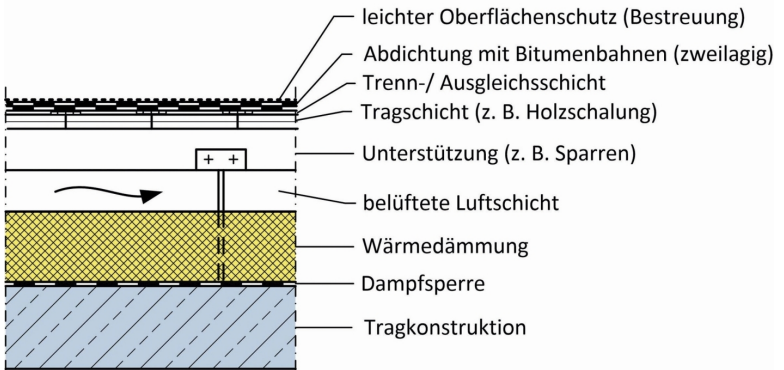 leichter Oberflächenschutz (Bestreuung)
Abdichtung mit Bitumenbahnen (zweilagig)
Trenn-/ Ausgleichsschicht
Tragschicht (z. B. Holzschalung)
Unterstützung (z. B. Sparren)
belüftete Luftschicht
Wärmedämmung
Dampfsperre
Tragkonstruktion